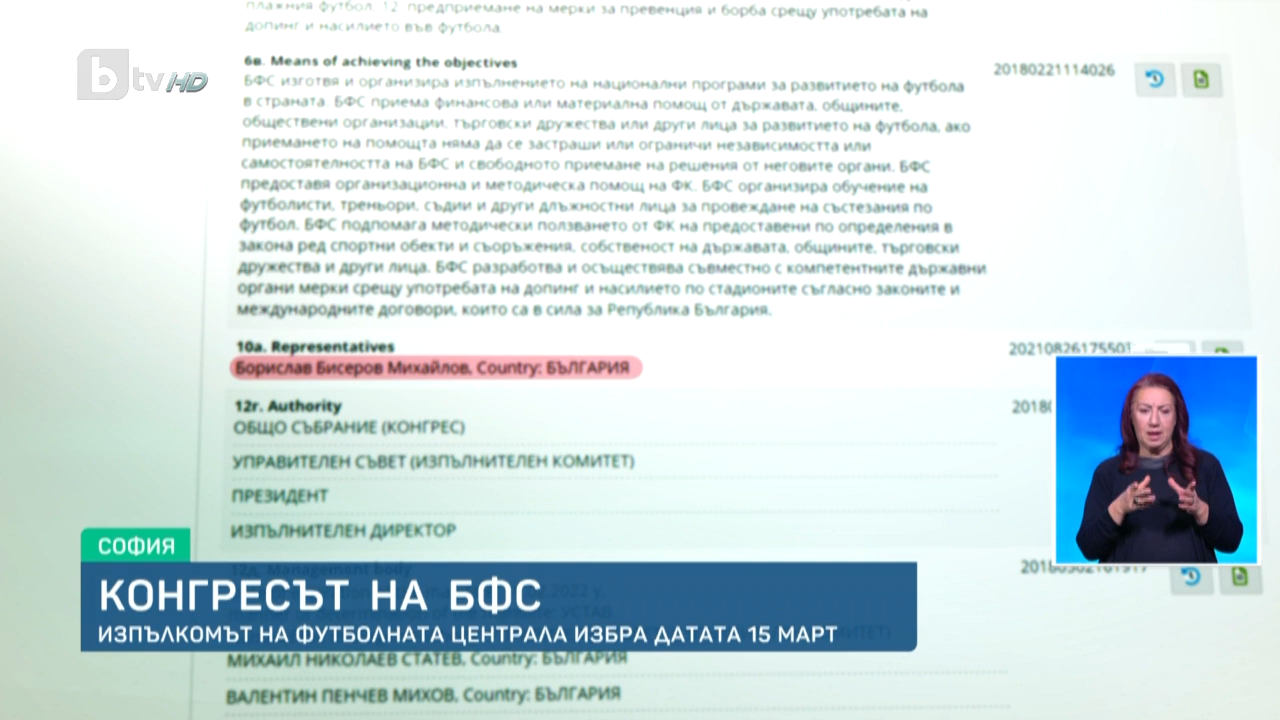 плажния футбол. 12. предприемане на мерки за превенция и борба срещу употребата на
допинг и насилието във футбола.
btv HD
6в. Means of achieving the objectives
20180221114026
БФС изготвя и организира изпълнението на национални програми за развитието на футбола
в страната. БФС приема финансова или материална помощ от държавата, общините,
обществени организации, търговски дружества или други лица за развитието на футбола, ако
приемането на помощта няма да се застраши или ограничи независимостта или
самостоятелността на БФС и свободното приемане на решения от неговите органи. БФС
предоставя организационна и методическа помощ на ФК. БФС организира обучение на
футболисти, треньори, съдии и други длъжностни лица за провеждане на състезания по
футбол. БФС подпомага методически ползването от ФК на предоставени по определения в
закона ред спортни обекти и съоръжения, собственост на държавата, общините, търговски
дружества и други лица. БФС разработва и осъществява съвместно с компетентните държавни
органи мерки срещу употребата на допинг и насилието по стадионите съгласно законите и
международните договори, които са в сила за Република България.
10а. Representatives
20210826175503
Борислав Бисеров Михайлов, Country: БЪЛГАРИЯ
12г. Authority
2018
ОБЩО СЪБРАНИЕ (КОНГРЕС)
УПРАВИТЕЛЕН СЪВЕТ (ИЗПЪЛНИТЕЛЕН КОМИТЕТ)
ПРЕЗИДЕНТ
ИЗПЪЛНИТЕЛЕН ДИРЕКТОР
СОФИЯ
12д. Management body
КОНГРЕСЪТ НА БФС
ИЗПЪЛКОМЪТ НА ФУТБОЛНАТА ЦЕНТРАЛА ИЗБРА ДАТАТА 15 МАРТ
МИХАИЛ НИКОЛАЕВ СТАТЕВ, Country: БЪЛГАРИЯ
ВАЛЕНТИН ПЕНЧЕВ МИХОВ, Country: БЪЛГАРИЯ